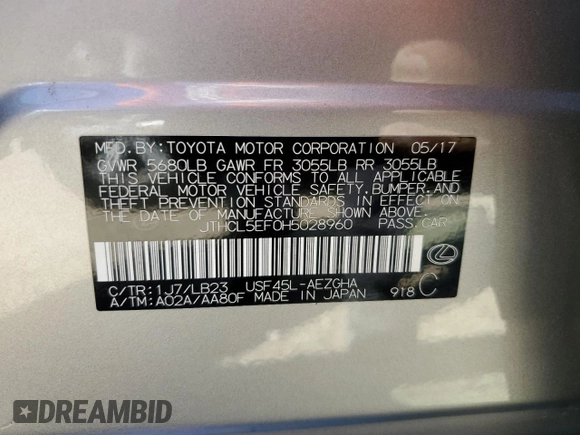 MFD.BY:TOYOTA MOTOR CORPORATION 05/17
GVWR 5680LB GAWR FR 3055LB RR 3055LB
THIS VEHICLE CONFORMS TO ALL APPLICABLE
FEDERAL MOTOR VEHICLE SAFETY,BUMPER,AND
THEFT PREVENTION STANDARDS IN EFFECT ON
THE DATE OF MANUFACTURE SHOWN ABOVE.
JTHCL5EF0H5028960 PASS.CAR
C/TR:1J7/LB23 USF45L-AEZGHA
A/TM:A02A/AA80F MADE IN JAPAN 918 C
DREAMBID